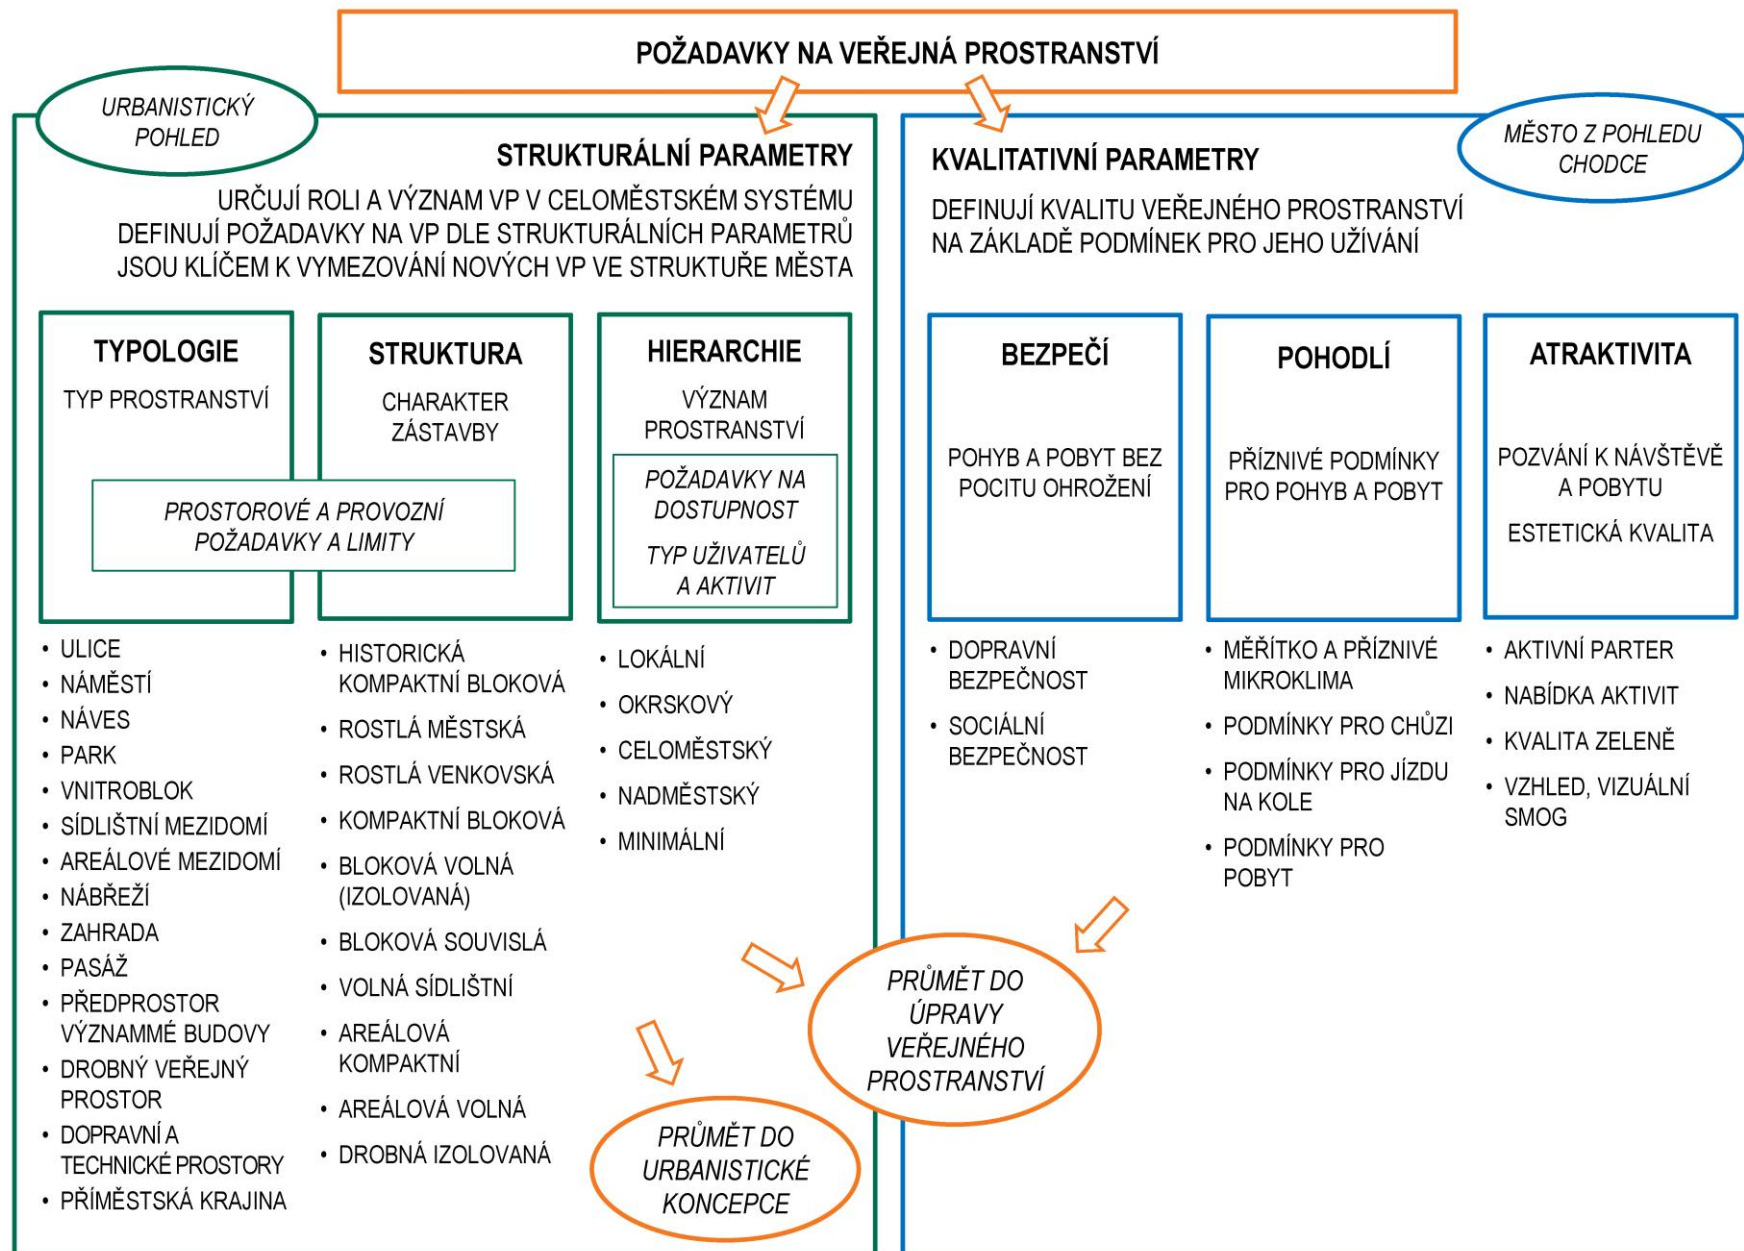 POŽADAVKY NA VEŘEJNÁ PROSTRANSTVÍ
URBANISTICKÝ
POHLED
STRUKTURÁLNÍ PARAMETRY
URČUJÍ ROLI A VÝZNAM VP V CELOMĚSTSKÉM SYSTÉMU
DEFINUJÍ POŽADAVKY NA VP DLE STRUKTURÁLNÍCH PARAMETRŮ
JSOU KLÍČEM K VYMEZOVÁNÍ NOVÝCH VP VE STRUKTUŘE MĚSTA
TYPOLOGIE
TYP PROSTRANSTVÍ
STRUKTURA
CHARAKTER
ZÁSTAVBY
PROSTOROVÉ A PROVOZNÍ
POŽADAVKY A LIMITY
HIERARCHIE
VÝZNAM
PROSTRANSTVÍ
POŽADAVKY NA
DOSTUPNOST
TYP UŽIVATELŮ
A AKTIVIT
• ULICE
• NÁMĚSTÍ
• NÁVES
• PARK
• VNITROBLOK
• SÍDLIŠTNÍ MEZIDOMÍ
• AREÁLOVÉ MEZIDOMÍ
• NÁBŘEŽÍ
• ZAHRADA
• PASÁŽ
• PŘEDPROSTOR
VÝZNAMMÉ BUDOVY
• DROBNÝ VEŘEJNÝ
PROSTOR
• DOPRAVNÍ A
TECHNICKÉ PROSTORY
• PŘÍMĚSTSKÁ KRAJINA
• HISTORICKÁ
KOMPAKTNÍ BLOKOVÁ
• ROSTLÁ MĚSTSKÁ
• ROSTLÁ VENKOVSKÁ
• KOMPAKTNÍ BLOKOVÁ
• BLOKOVÁ VOLNÁ
(IZOLOVANÁ)
• BLOKOVÁ SOUVISLÁ
• VOLNÁ SÍDLIŠTNÍ
• AREÁLOVÁ
KOMPAKTNÍ
• AREÁLOVÁ VOLNÁ
• DROBNÁ IZOLOVANÁ
• LOKÁLNÍ
• OKRSKOVÝ
• CELOMĚSTSKÝ
• NADMĚSTSKÝ
• MINIMÁLNÍ
PRŮMĚT DO
URBANISTICKÉ
KONCEPCE
MĚSTO Z POHLEDU
CHODCE
KVALITATIVNÍ PARAMETRY
DEFINUJÍ KVALITU VEŘEJNÉHO PROSTRANSTVÍ
NA ZÁKLADĚ PODMÍNEK PRO JEHO UŽÍVÁNÍ
BEZPEČÍ
POHYB A POBYT BEZ
POCITU OHROŽENÍ
POHODLÍ
PŘÍZNIVÉ PODMÍNKY
PRO POHYB A POBYT
ATRAKTIVITA
POZVÁNÍ K NÁVŠTĚVĚ
A POBYTU
ESTETICKÁ KVALITA
• DOPRAVNÍ
BEZPEČNOST
• SOCIÁLNÍ
BEZPEČNOST
• MĚŘÍTKO A PŘÍZNIVÉ
MIKROKLIMA
• PODMÍNKY PRO CHŮZI
• PODMÍNKY PRO JÍZDU
NA KOLE
• PODMÍNKY PRO
POBYT
• AKTIVNÍ PARTER
• NABÍDKA AKTIVIT
• KVALITA ZELENĚ
• VZHLED, VIZUÁLNÍ
SMOG
PRŮMĚT DO
ÚPRAVY
VEŘEJNÉHO
PROSTRANSTVÍ